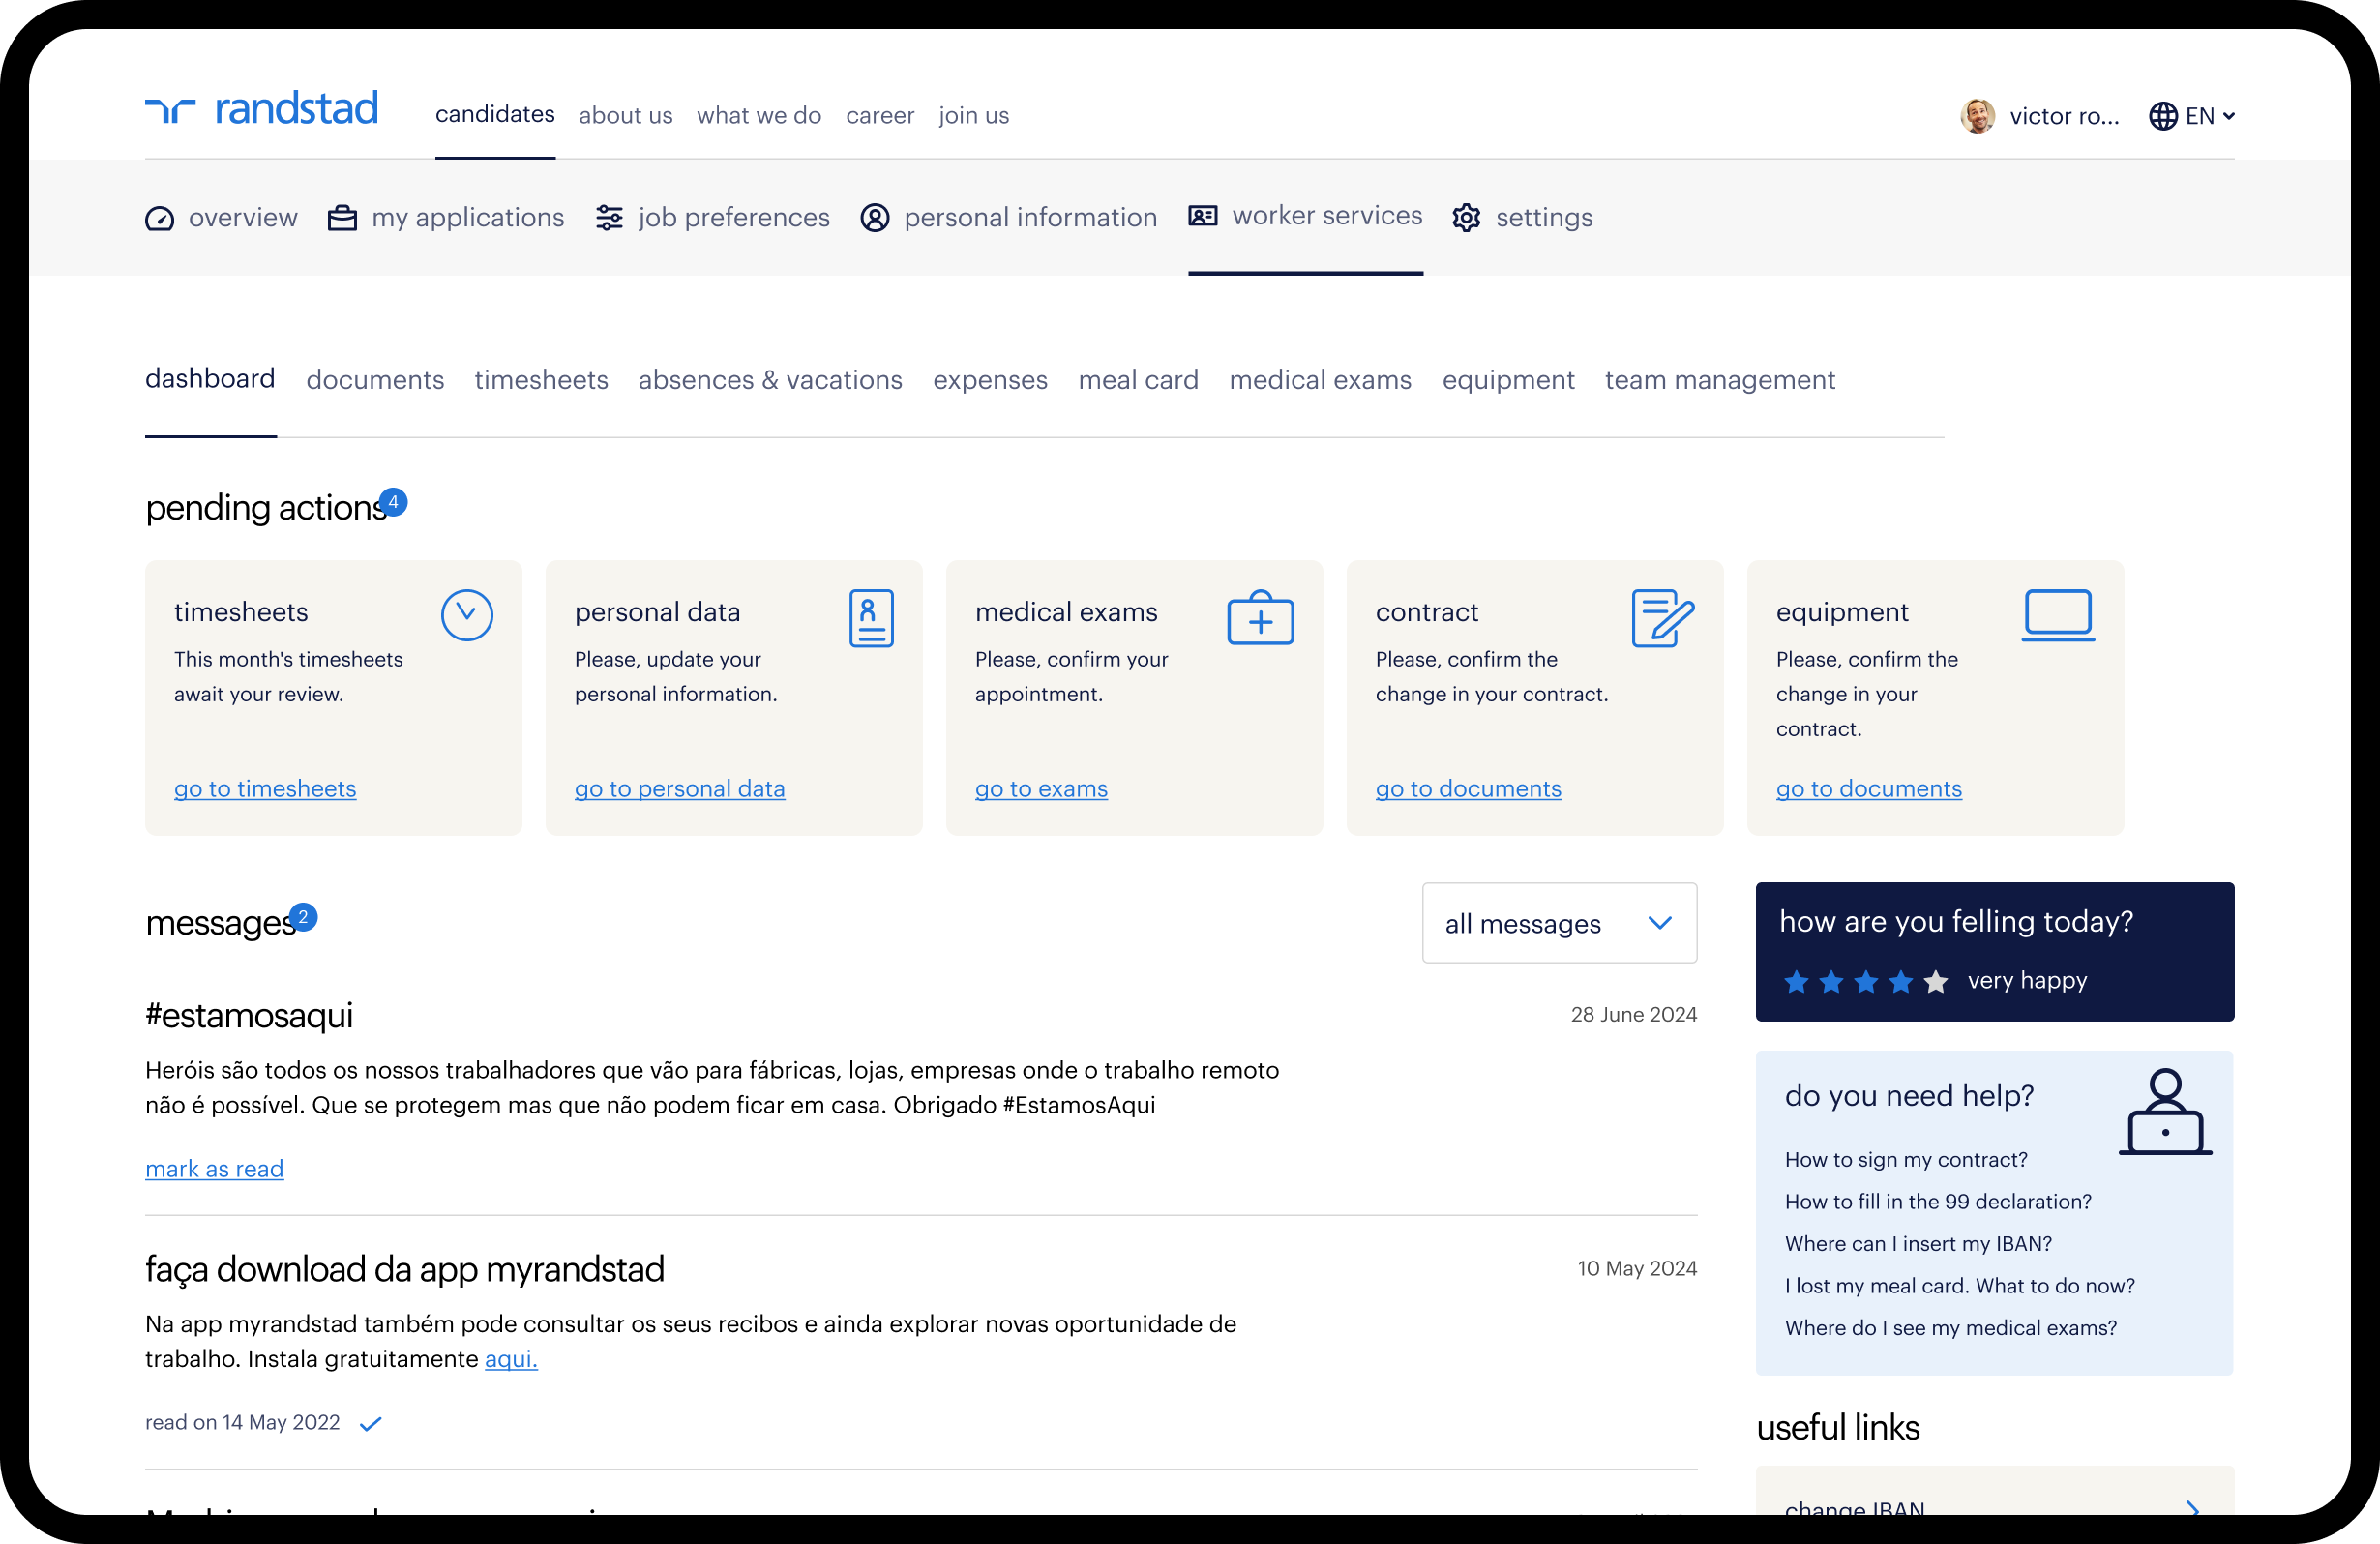 randstad
candidates
about us
what we do
career
join us
victor ro...
EN
overview
my applications
job preferences
personal information
worker services
settings
dashboard
documents
timesheets
absences & vacations
expenses
meal card
medical exams
equipment
team management
pending actions
4
timesheets
This month's timesheets
await your review.
go to timesheets
personal data
Please, update your
personal information.
go to personal data
medical exams
Please, confirm your
appointment.
go to exams
contract
Please, confirm the
change in your contract.
go to documents
equipment
Please, confirm the
change in your
contract.
go to documents
messages
2
all messages
#estamosaqui
28 June 2024
Heróis são todos os nossos trabalhadores que vão para fábricas, lojas, empresas onde o trabalho remoto
não é possível. Que se protegem mas que não podem ficar em casa. Obrigado #EstamosAqui
mark as read
faça download da app myrandstad
10 May 2024
Na app myrandstad também pode consultar os seus recibos e ainda explorar novas oportunidade de
trabalho. Instala gratuitamente aqui.
read on 14 May 2022
how are you felling today?
very happy
do you need help?
How to sign my contract?
How to fill in the 99 declaration?
Where can I insert my IBAN?
I lost my meal card. What to do now?
Where do I see my medical exams?
useful links
change IBAN